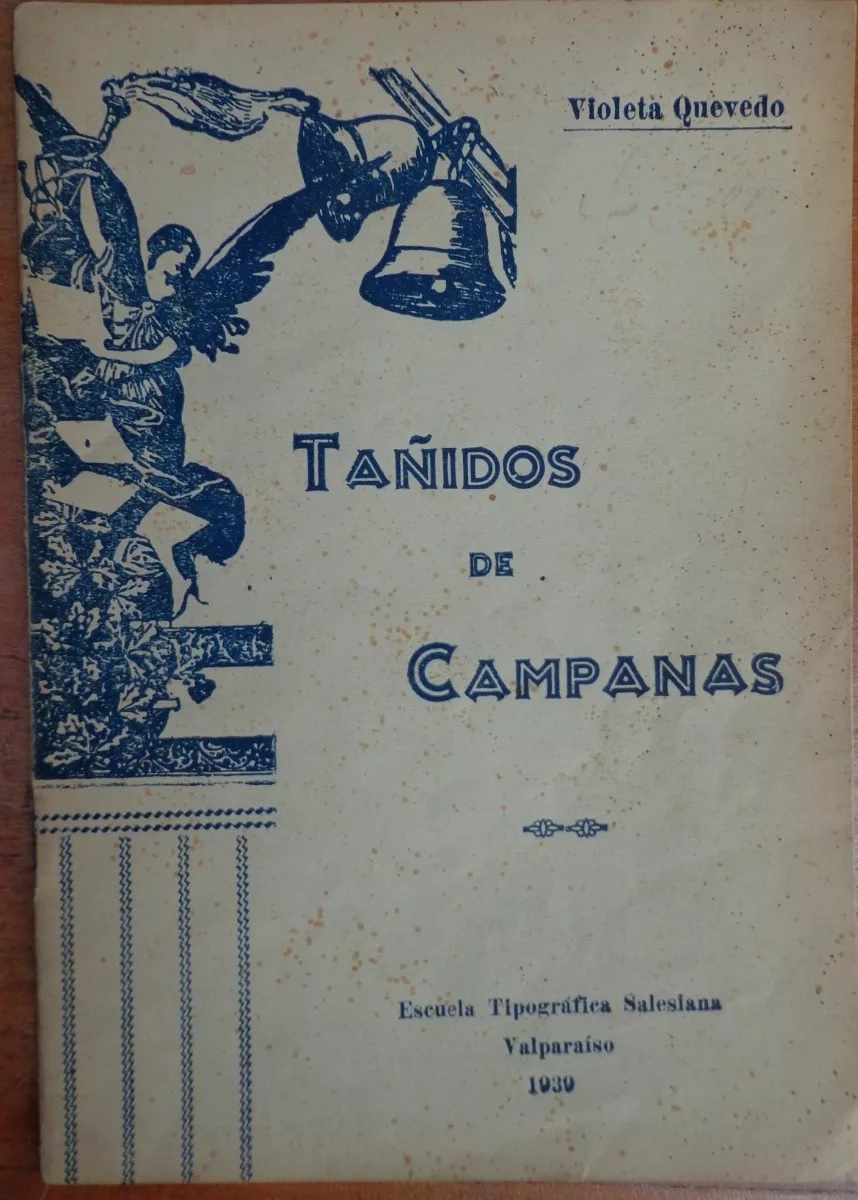 Violeta Quevedo
TAÑIDOS
DE
CAMPANAS
Escuela Tipográfica Salesiana
Valparaíso
1939